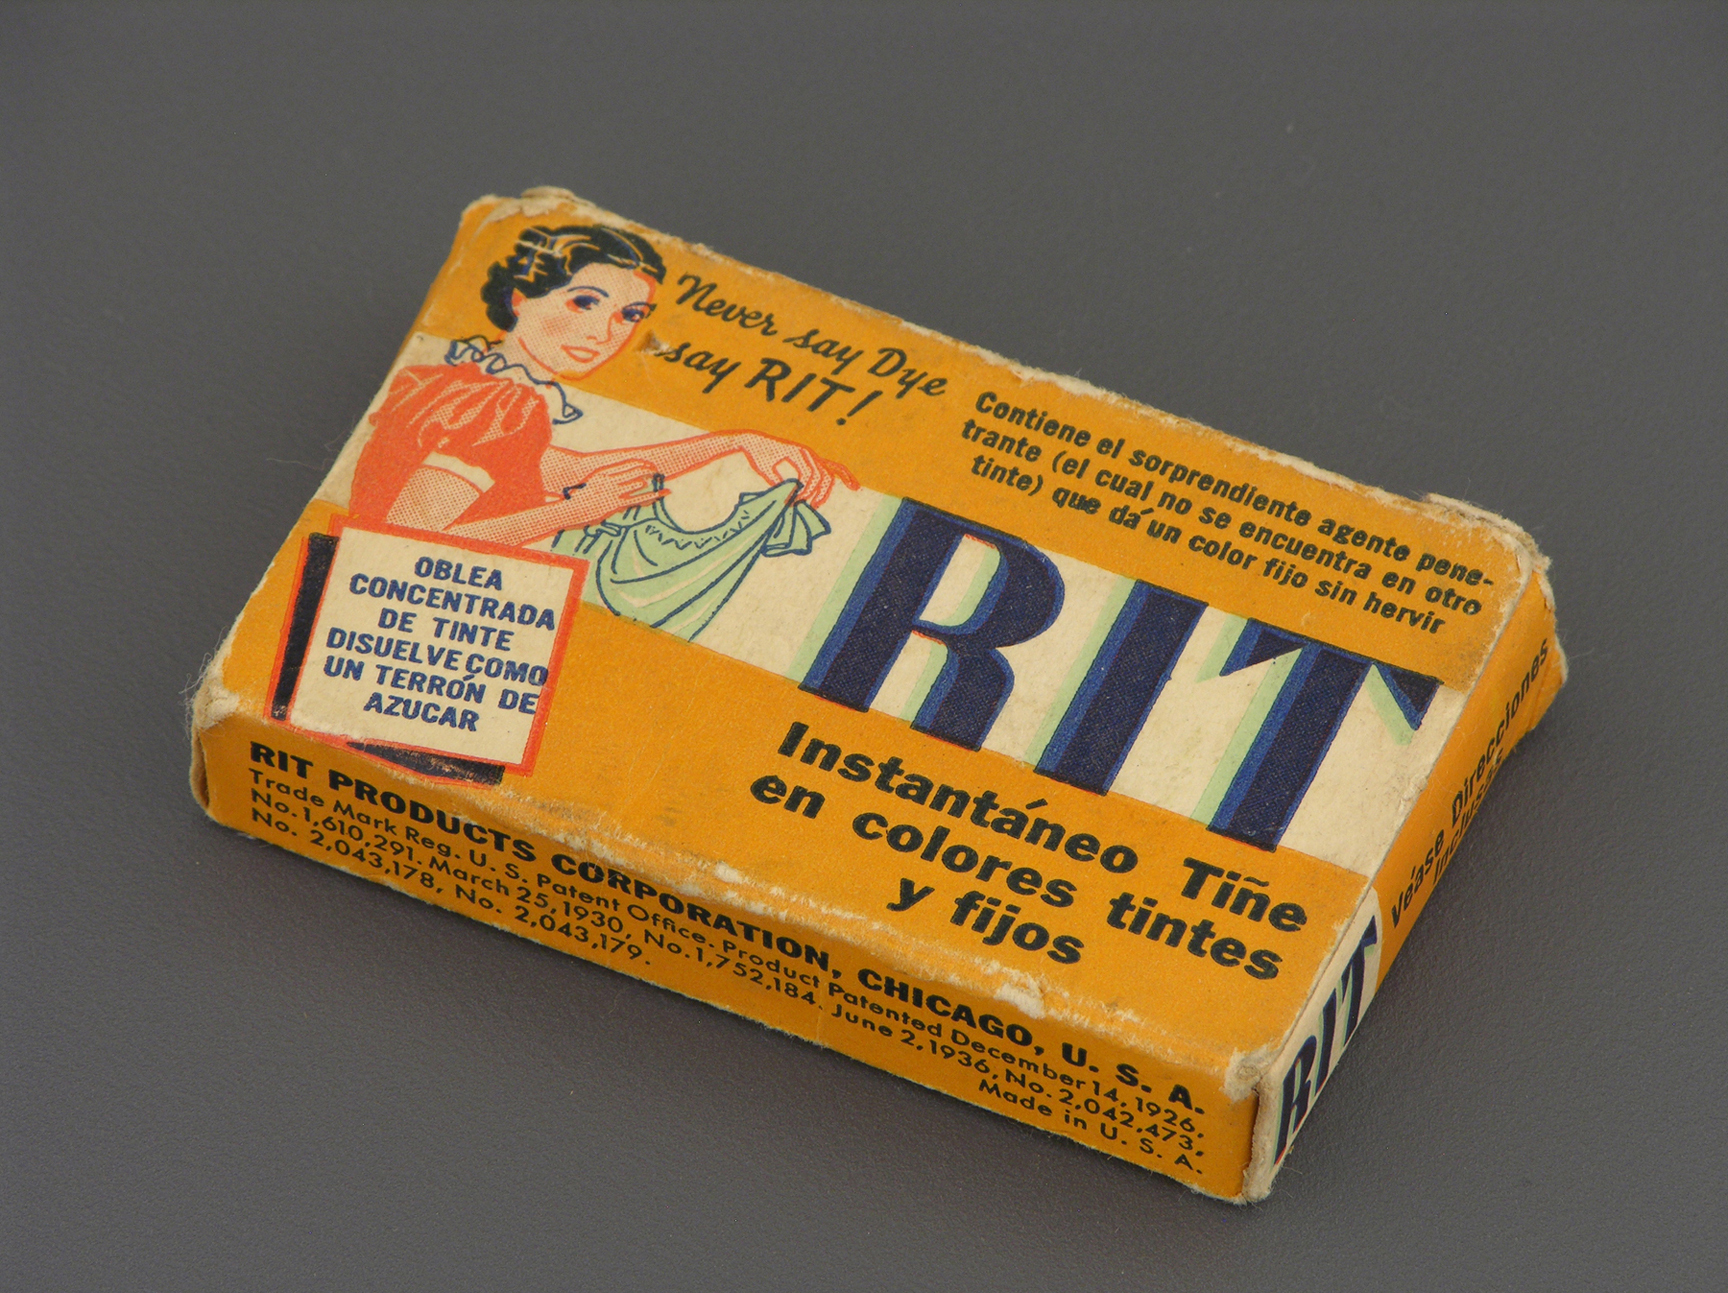 Never say Dye
say RIT!
Contiene el sorprendiente agente pene-
trante (el cual no se encuentra en otro
tinte) que dá un color fijo sin hervir
RIT
OBLEA
CONCENTRADA
DE TINTE
DISUELVE COMO
UN TERRÓN DE
AZUCAR
Instantáneo Tiñe
en colores tintes
y fijos
RIT PRODUCTS CORPORATION, CHICAGO, U. S. A.
Trade Mark Reg. U. S. Patent Office. Product Patented December 14, 1926,
No. 1,610,291. March 25, 1930, No. 1,752,184. June 2, 1936, No. 2,042,473,
No. 2,043,178, No. 2,043,179. Made in U. S. A.
RIT
Véase Direcciones
inclusas